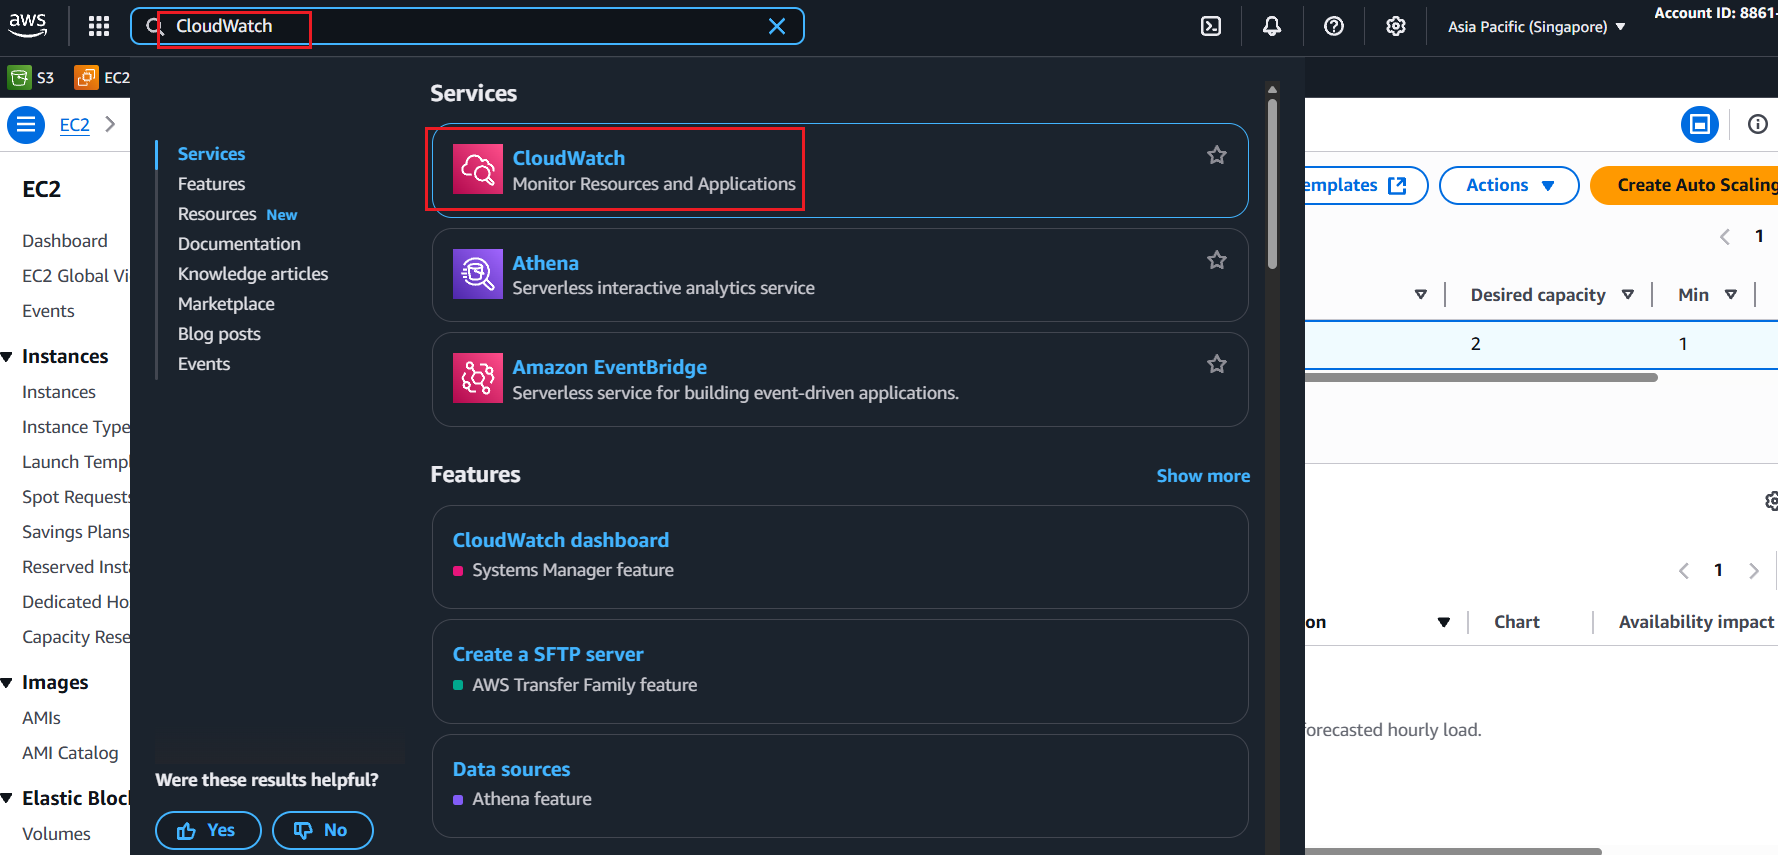 aws
CloudWatch
Asia Pacific (Singapore)
Account ID: 8861-
S3
EC2
EC2
EC2
Dashboard
EC2 Global Vi
Events
Instances
Instances
Instance Type
Launch Templ
Spot Requests
Savings Plans
Reserved Insta
Dedicated Ho
Capacity Rese
Images
AMIs
AMI Catalog
Elastic Bloc
Volumes
Services
Features
Resources New
Documentation
Knowledge articles
Marketplace
Blog posts
Events
Were these results helpful?
Yes
No
Services
CloudWatch
Monitor Resources and Applications
Athena
Serverless interactive analytics service
Amazon EventBridge
Serverless service for building event-driven applications.
Features
Show more
CloudWatch dashboard
Systems Manager feature
Create a SFTP server
AWS Transfer Family feature
Data sources
Athena feature
emplates
Actions
Create Auto Scaling
1
Desired capacity
Min
2
1
1
on
Chart
Availability impact
forecasted hourly load.